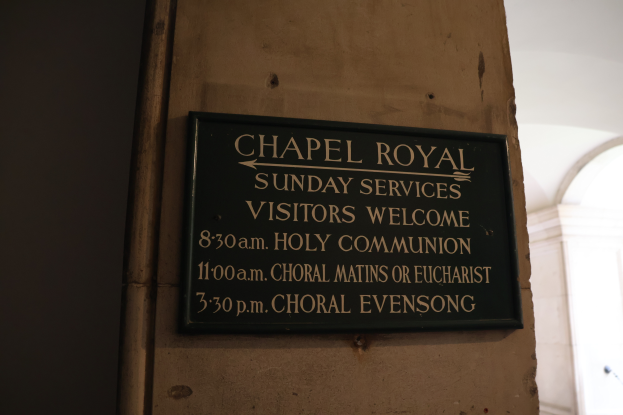 CHAPEL ROYAL
SUNDAY SERVICES
VISITORS WELCOME
8·30 a.m. HOLY COMMUNION
11·00 a.m. CHORAL MATINS OR EUCHARIST
3·30 p.m. CHORAL EVENSONG